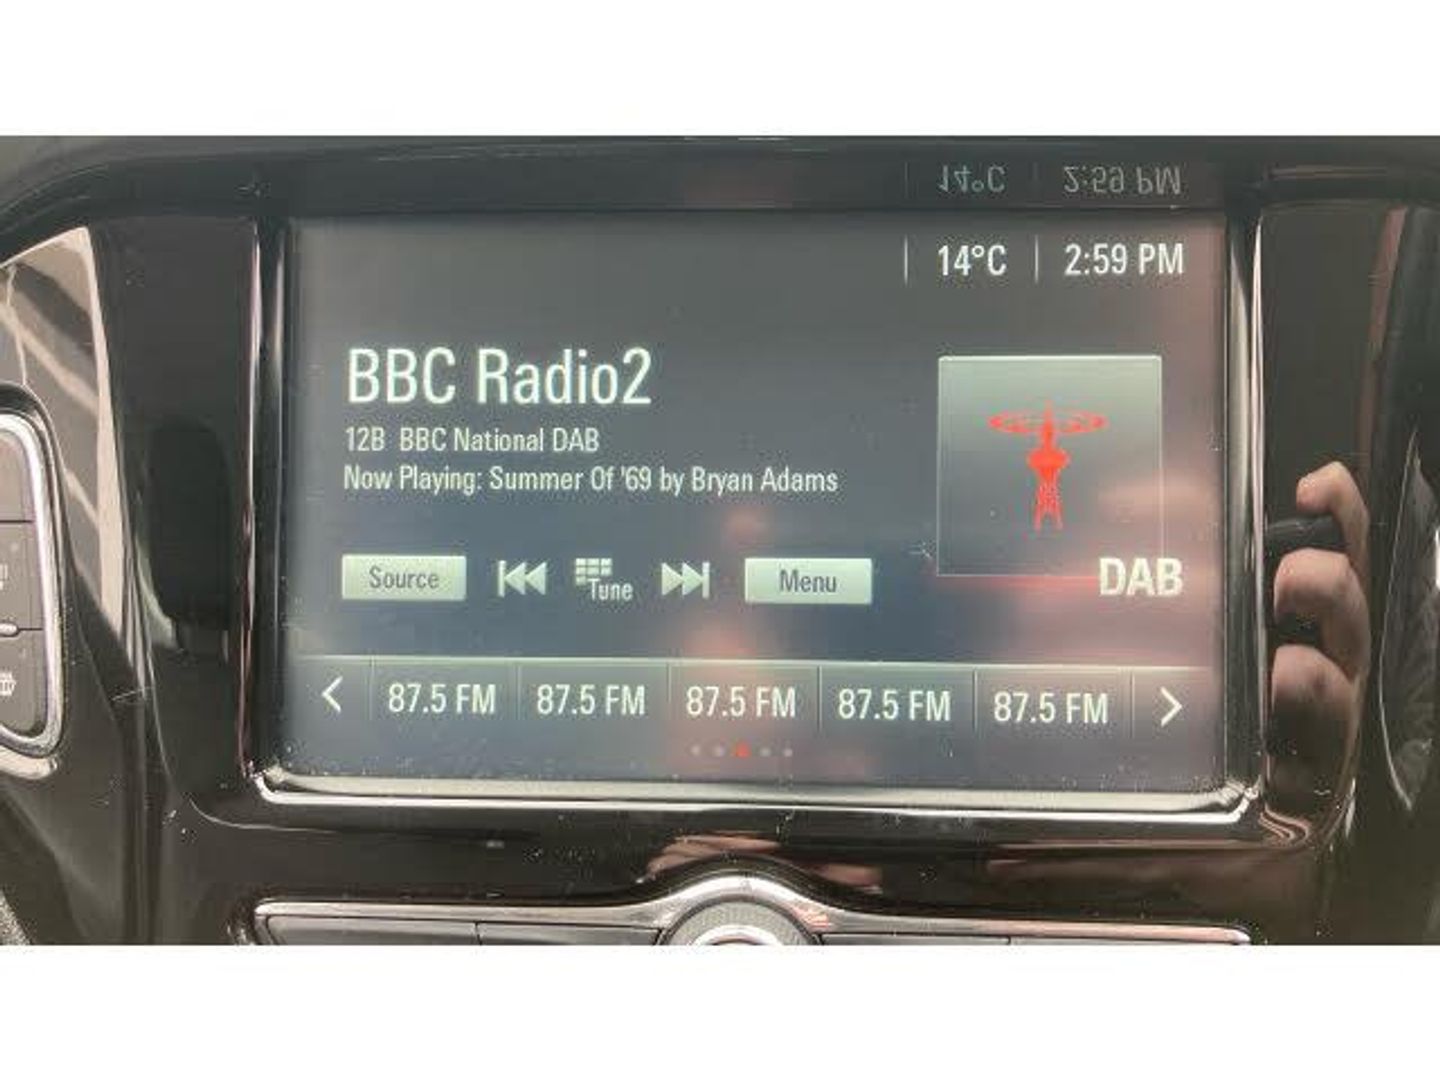 14°C 2:59 PM
BBC Radio2
12B BBC National DAB
Now Playing: Summer Of '69 by Bryan Adams
Source Tune Menu
DAB
87.5 FM 87.5 FM 87.5 FM 87.5 FM 87.5 FM